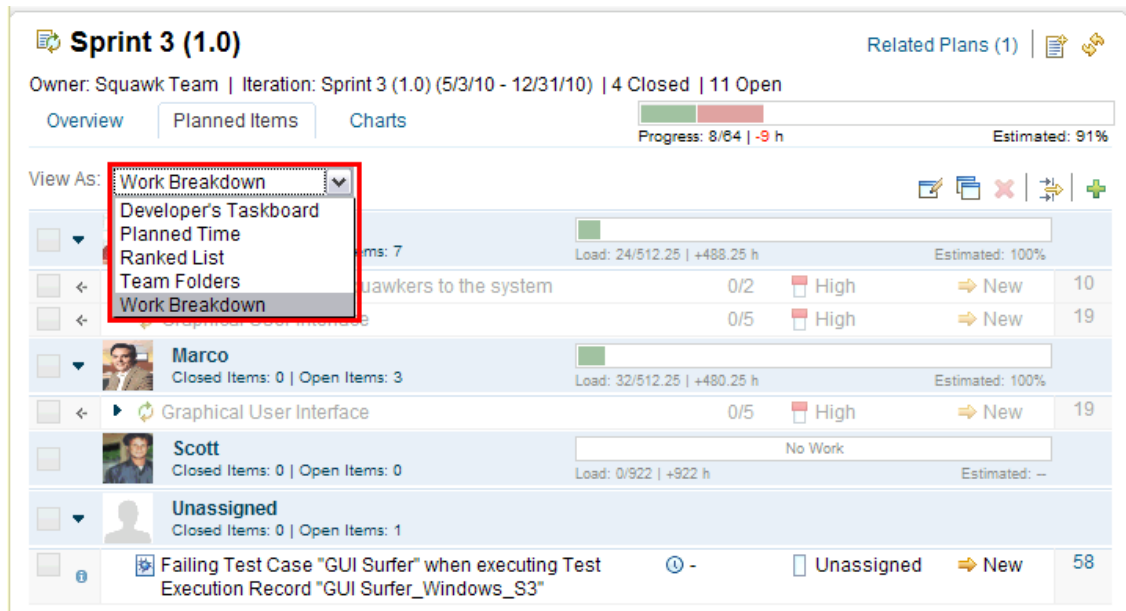 Sprint 3 (1.0)
Related Plans (1)
Owner: Squawk Team | Iteration: Sprint 3 (1.0) (5/3/10 - 12/31/10) | 4 Closed | 11 Open
Overview Planned Items Charts
Progress: 8/64 | -9 h Estimated: 91%
View As: Work Breakdown
Developer's Taskboard
Planned Time
Ranked List
Team Folders
Work Breakdown
ms: 7
Load: 24/512.25 | +488.25 h Estimated: 100%
uawkers to the system 0/2 High New 10
Graphical User Interface 0/5 High New 19
Marco
Closed Items: 0 | Open Items: 3
Load: 32/512.25 | +480.25 h Estimated: 100%
Graphical User Interface 0/5 High New 19
Scott
Closed Items: 0 | Open Items: 0
No Work
Load: 0/922 | +922 h Estimated: --
Unassigned
Closed Items: 0 | Open Items: 1
Failing Test Case "GUI Surfer" when executing Test - Unassigned New 58
Execution Record "GUI Surfer_Windows_S3"